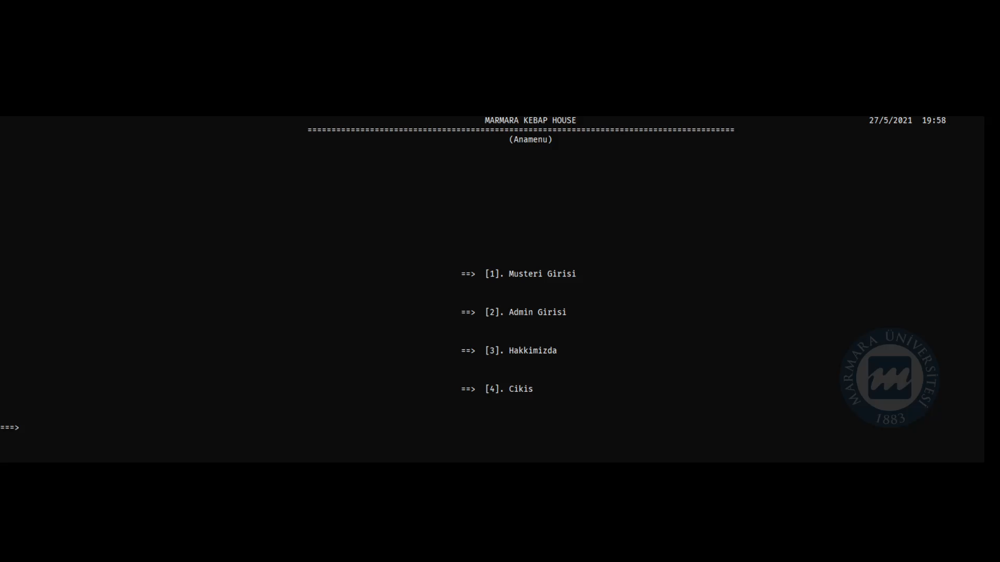 MARMARA KEBAP HOUSE 27/5/2021 19:58
=========================================================================================
(Anamenu)
==> [1]. Musteri Girisi
==> [2]. Admin Girisi
==> [3]. Hakkimizda
==> [4]. Cikis
===>
MARMARA ÜNİVERSİTESİ
1883